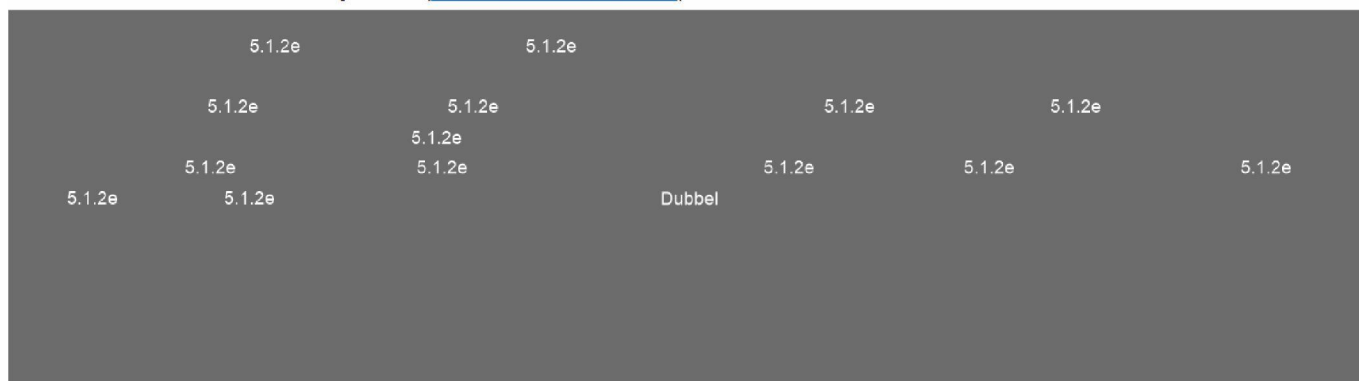 5.1.2e 5.1.2e
5.1.2e 5.1.2e 5.1.2e 5.1.2e
5.1.2e
5.1.2e 5.1.2e 5.1.2e 5.1.2e 5.1.2e
5.1.2e 5.1.2e Dubbel